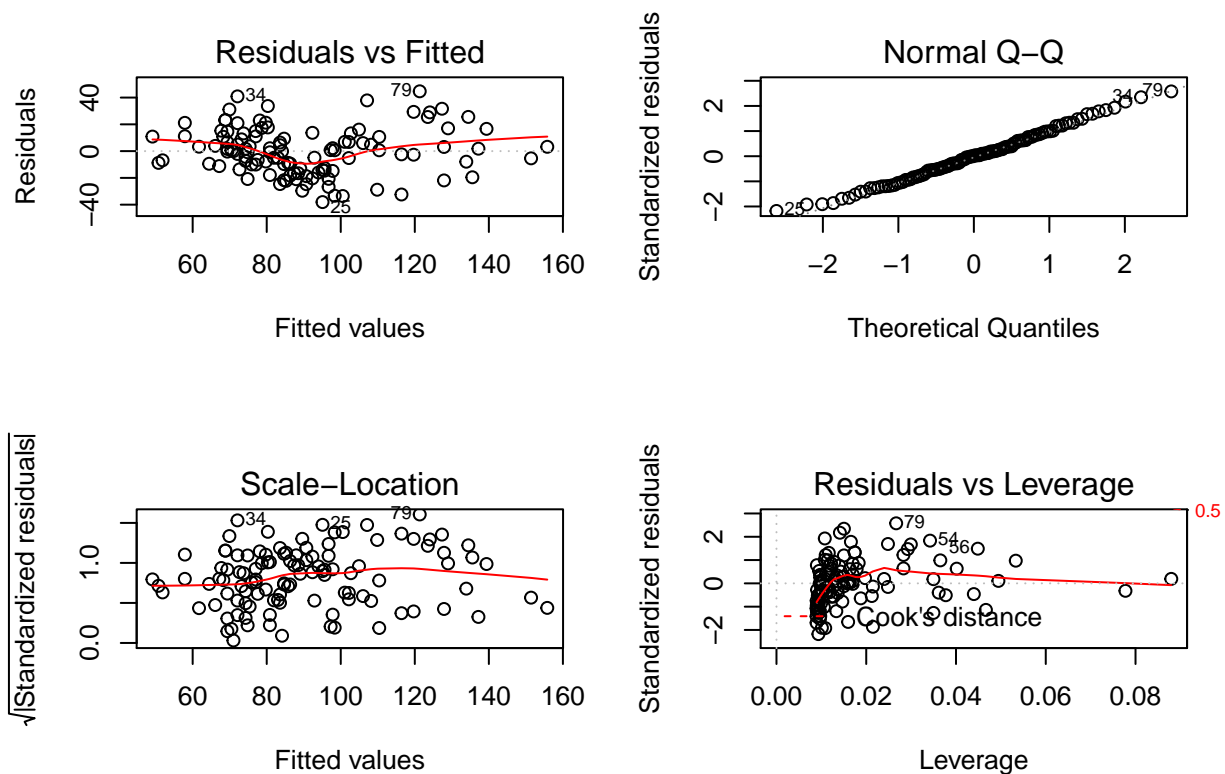 Residuals vs Fitted
Residuals
40
0
−40
34
79
25
60 80 100 120 140 160
Fitted values
Normal Q−Q
Standardized residuals
2
0
−2
34 79
25
−2 −1 0 1 2
Theoretical Quantiles
Scale−Location
√|Standardized residuals|
1.0
0.0
34
25
79
60 80 100 120 140 160
Fitted values
Residuals vs Leverage
Standardized residuals
2
0
−2
0.5
79
54
56
Cook's distance
0.00 0.02 0.04 0.06 0.08
Leverage